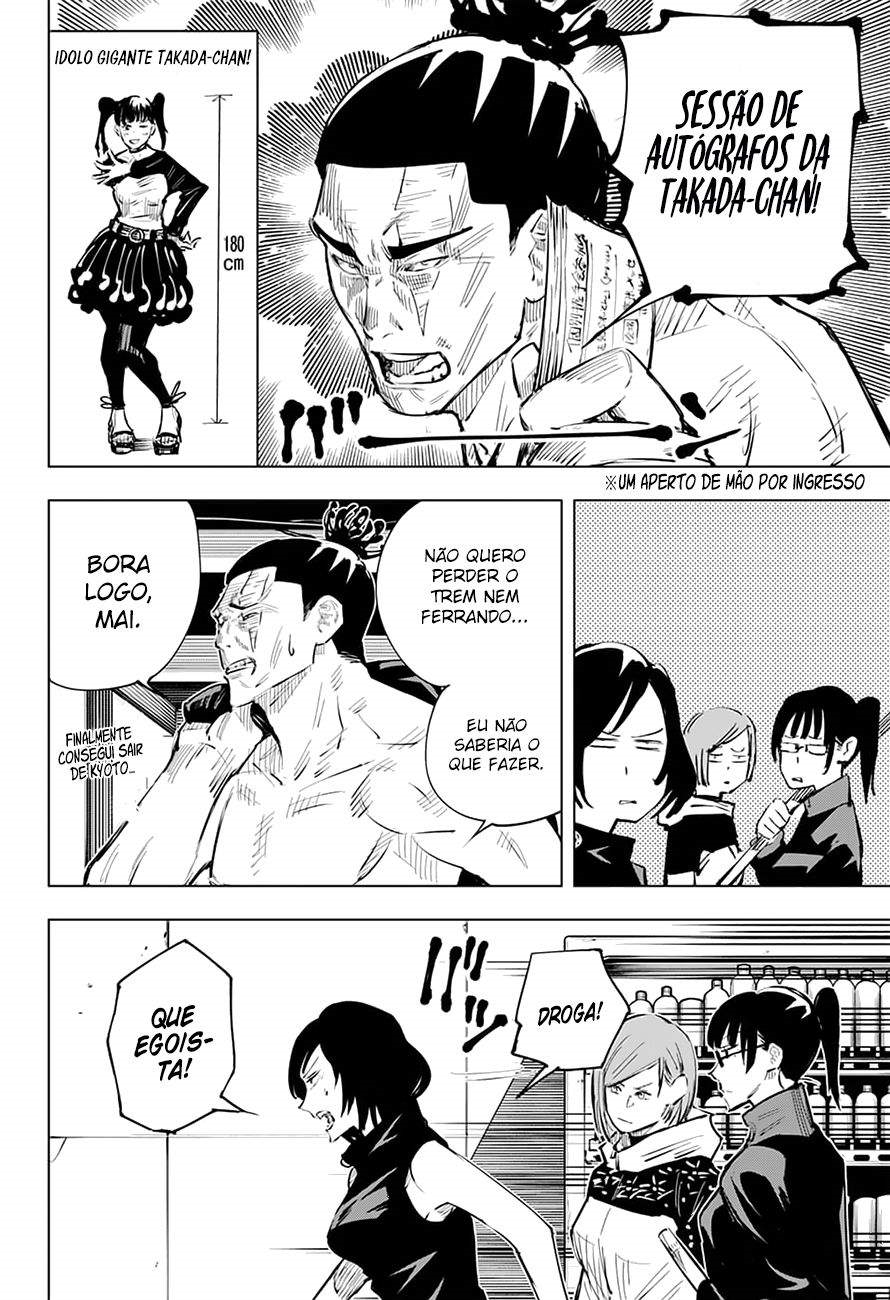 SESSÃO DE
AUTÓGRAFOS DA
TAKADA-CHAN!
IDOLO GIGANTE TAKADA-CHAN!
180
cm
※UM APERTO DE MÃO POR INGRESSO
NÃO QUERO
PERDER O
TREM NEM
FERRANDO...
EU NÃO
SABERIA O
QUE FAZER.
BORA
LOGO,
MAI.
FINALMENTE
CONSEGUI SAIR
DE KYOTO...
DROGA!
QUE
EGOIS-
TA!